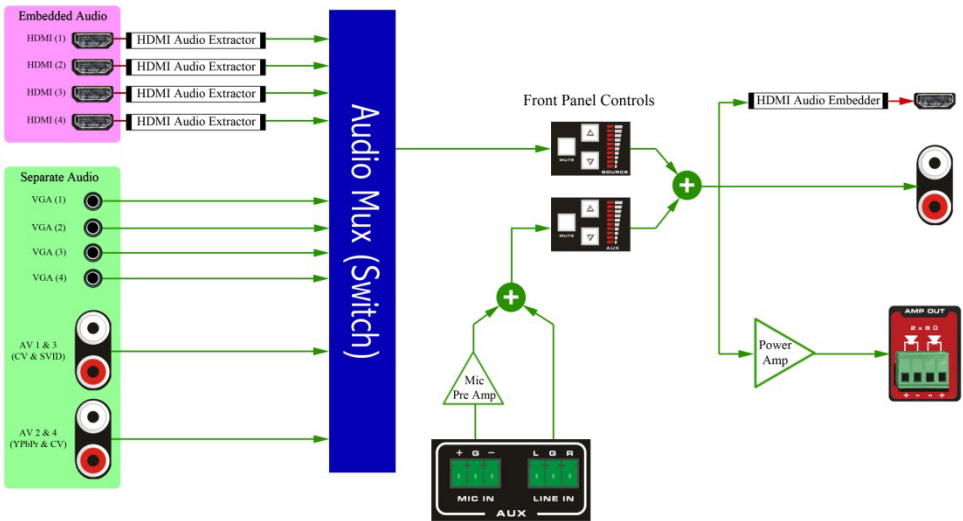 Embedded Audio
HDMI (1)
HDMI Audio Extractor
HDMI (2)
HDMI Audio Extractor
HDMI (3)
HDMI Audio Extractor
HDMI (4)
HDMI Audio Extractor
Separate Audio
VGA (1)
VGA (2)
VGA (3)
VGA (4)
AV 1 & 3
(CV & SVID)
AV 2 & 4
(YPbPr & CV)
Audio Mux (Switch)
Front Panel Controls
MUTE
SOURCE
MUTE
AUX
Mic
Pre Amp
+ G −
MIC IN
L G R
LINE IN
AUX
HDMI Audio Embedder
Power
Amp
AMP OUT
2 x 8 Ω
+ − − +